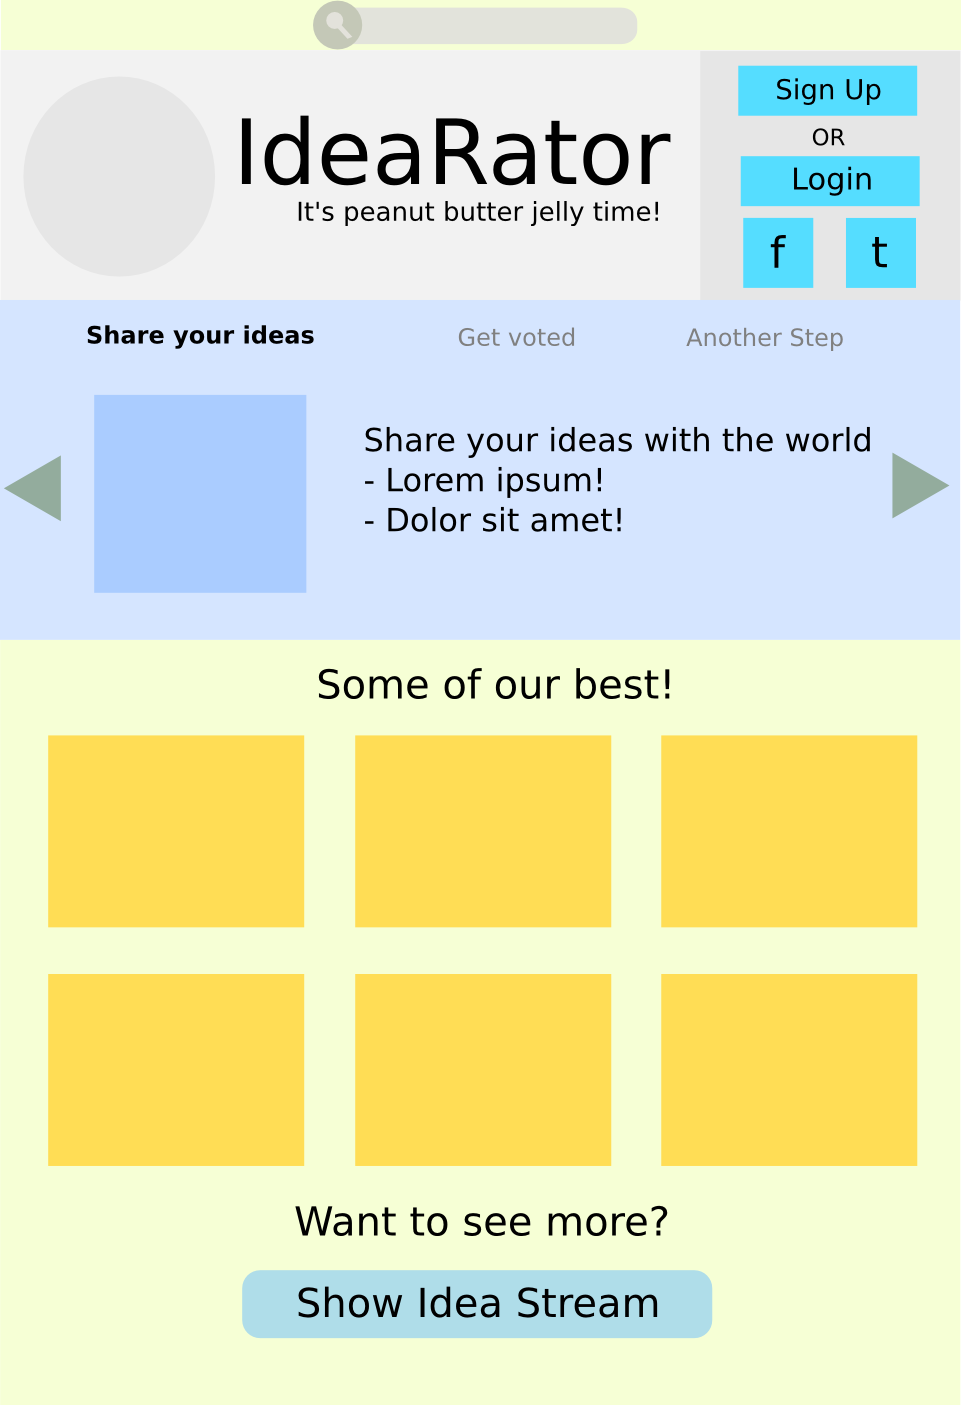 IdeaRator
It's peanut butter jelly time!
Sign Up
OR
Login
f
t
Share your ideas
Get voted
Another Step
Share your ideas with the world
- Lorem ipsum!
- Dolor sit amet!
Some of our best!
Want to see more?
Show Idea Stream